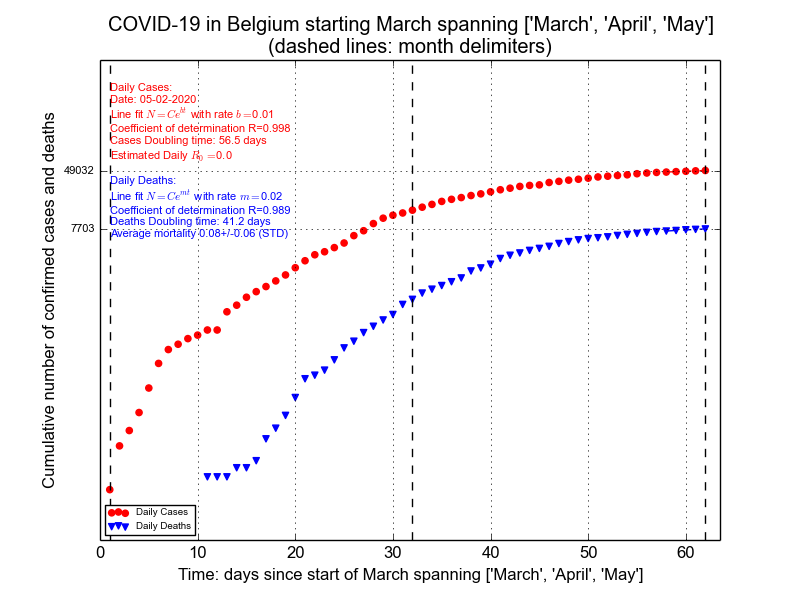 COVID-19 in Belgium starting March spanning ['March', 'April', 'May']
(dashed lines: month delimiters)
Daily Cases:
Date: 05-02-2020
Line fit N = Ce^{bt} with rate b =0.01
Coefficient of determination R=0.998
Cases Doubling time: 56.5 days
Estimated Daily R_0 =0.0
Daily Deaths:
Line fit N = Ce^{mt} with rate m =0.02
Coefficient of determination R=0.989
Deaths Doubling time: 41.2 days
Average mortality 0.08+/-0.06 (STD)
49032
7703
Cumulative number of confirmed cases and deaths
Daily Cases
Daily Deaths
0 10 20 30 40 50 60
Time: days since start of March spanning ['March', 'April', 'May']